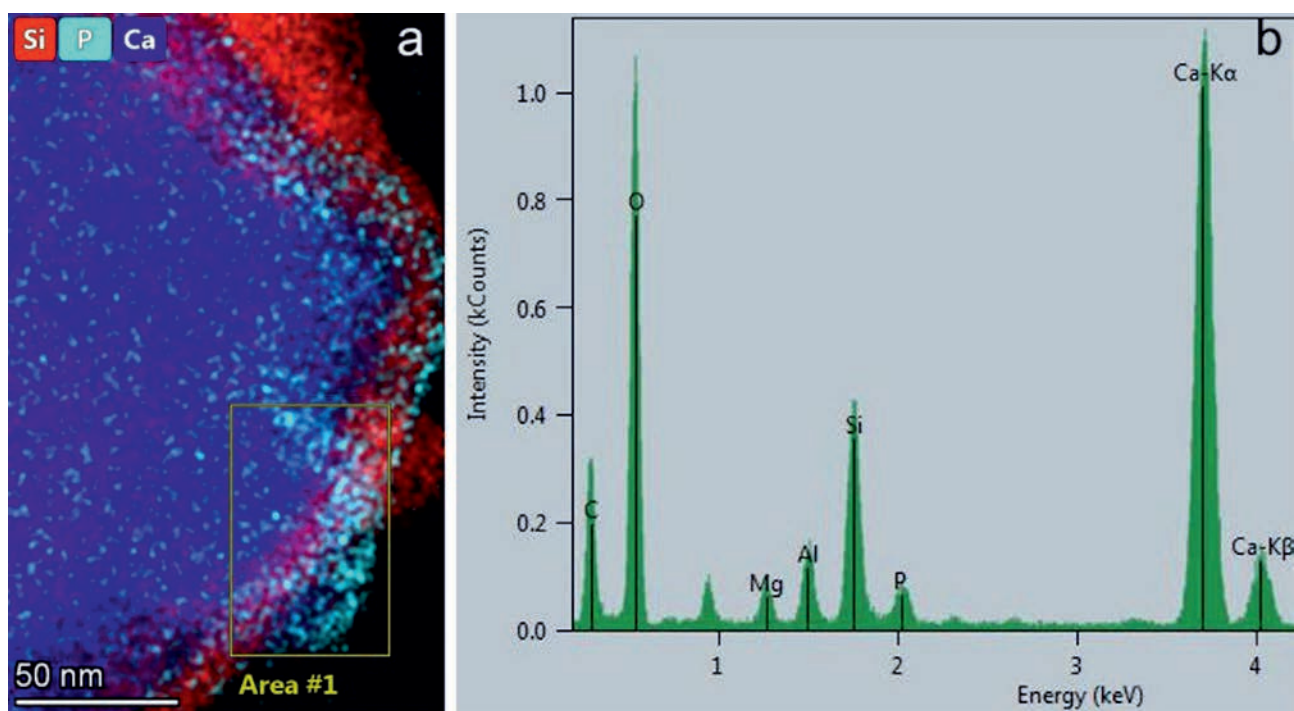 Si P Ca
a
50 nm
Area #1
b
Intensity (kCounts)
1.0
0.8
0.6
0.4
0.2
0.0
C
O
Mg
Al
Si
P
Ca-Kα
Ca-Kβ
1 2 3 4
Energy (keV)